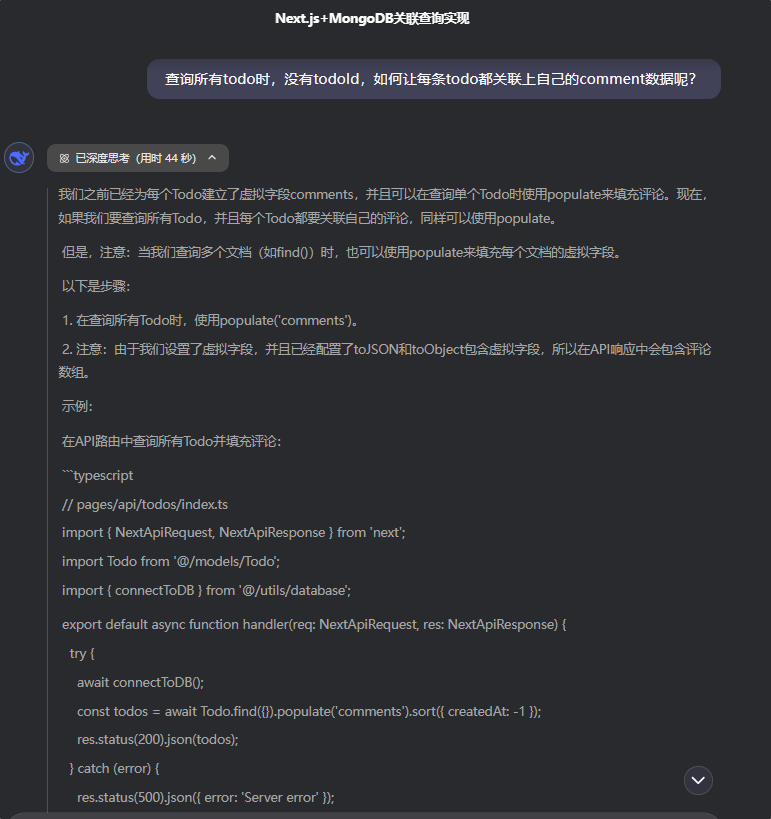 Next.js+MongoDB关联查询实现
查询所有todo时，没有todoId，如何让每条todo都关联上自己的comment数据呢？
已深度思考（用时 44 秒）
我们之前已经为每个Todo建立了虚拟字段comments，并且可以在查询单个Todo时使用populate来填充评论。现在，
如果我们要查询所有Todo，并且每个Todo都要关联自己的评论，同样可以使用populate。
但是，注意：当我们查询多个文档（如find()）时，也可以使用populate来填充每个文档的虚拟字段。
以下是步骤：
1. 在查询所有Todo时，使用populate('comments')。
2. 注意：由于我们设置了虚拟字段，并且已经配置了toJSON和toObject包含虚拟字段，所以在API响应中会包含评论
数组。
示例：
在API路由中查询所有Todo并填充评论：
```typescript
// pages/api/todos/index.ts
import { NextApiRequest, NextApiResponse } from 'next';
import Todo from '@/models/Todo';
import { connectToDB } from '@/utils/database';
export default async function handler(req: NextApiRequest, res: NextApiResponse) {
try {
await connectToDB();
const todos = await Todo.find({}).populate('comments').sort({ createdAt: -1 });
res.status(200).json(todos);
} catch (error) {
res.status(500).json({ error: 'Server error' });